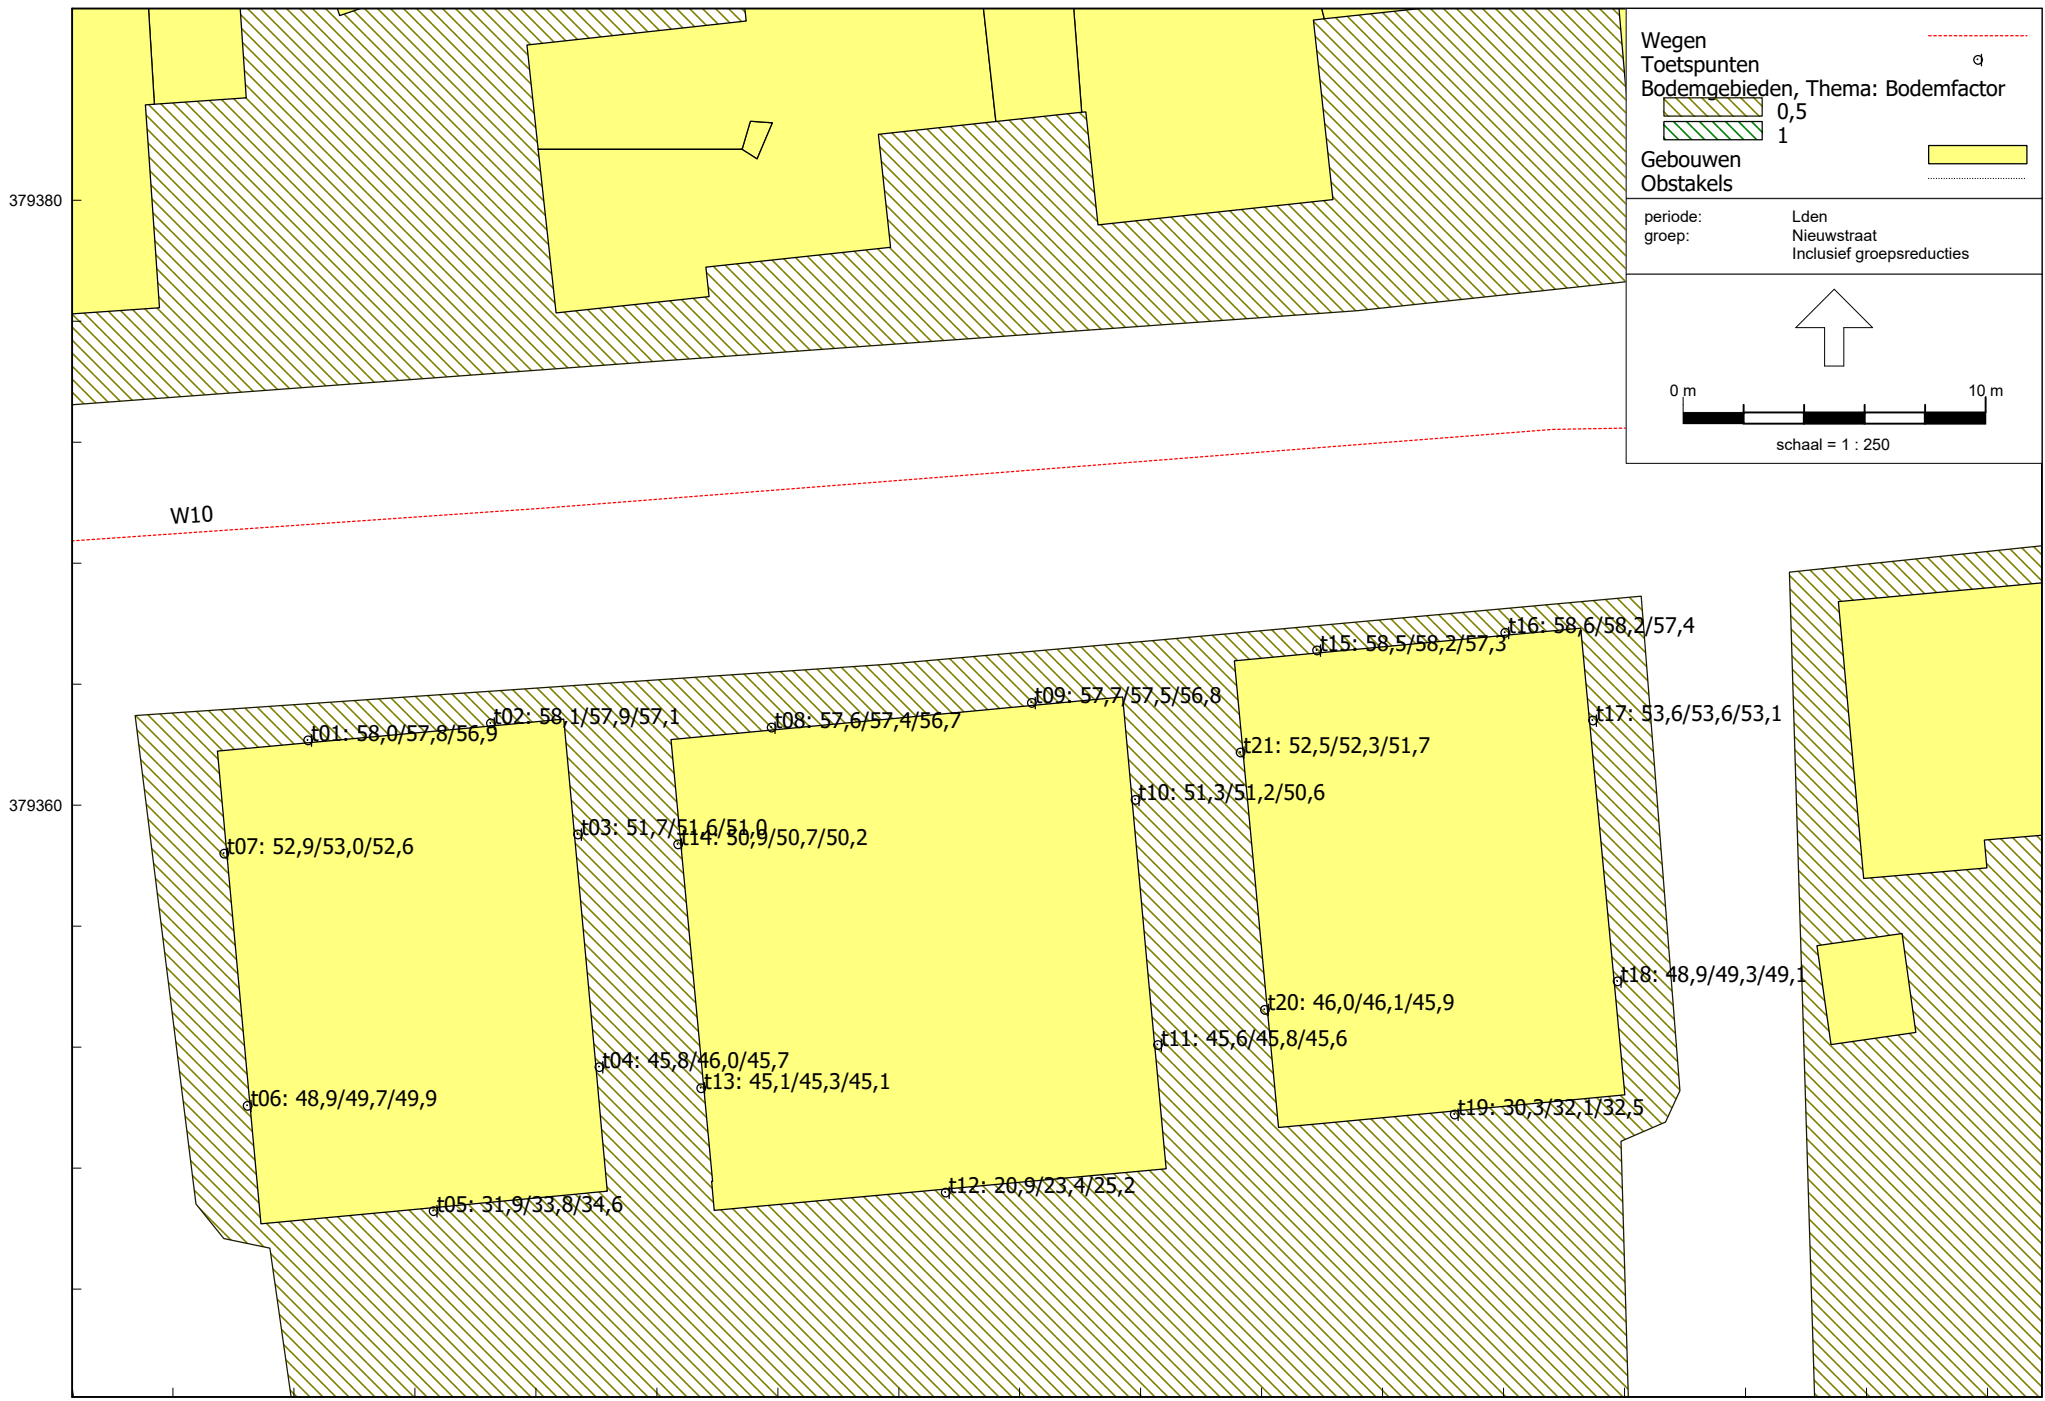 Wegen
Toetspunten
Bodemgebieden, Thema: Bodemfactor
0,5
1
Gebouwen
Obstakels
periode: Lden
groep: Nieuwstraat
Inclusief groepsreducties
0 m 10 m
schaal = 1 : 250
379380
W10
t16: 58,6/58,2/57,4
t15: 58,5/58,2/57,3
t09: 57,7/57,5/56,8
t02: 58,1/57,9/57,1
t17: 53,6/53,6/53,1
t08: 57,6/57,4/56,7
t01: 58,0/57,8/56,9
t21: 52,5/52,3/51,7
t10: 51,3/51,2/50,6
379360
t03: 51,7/51,6/51,0
t14: 50,9/50,7/50,2
t07: 52,9/53,0/52,6
t18: 48,9/49,3/49,1
t20: 46,0/46,1/45,9
t11: 45,6/45,8/45,6
t04: 45,8/46,0/45,7
t13: 45,1/45,3/45,1
t06: 48,9/49,7/49,9
t19: 30,3/32,1/32,5
t12: 20,9/23,4/25,2
t05: 31,9/33,8/34,6